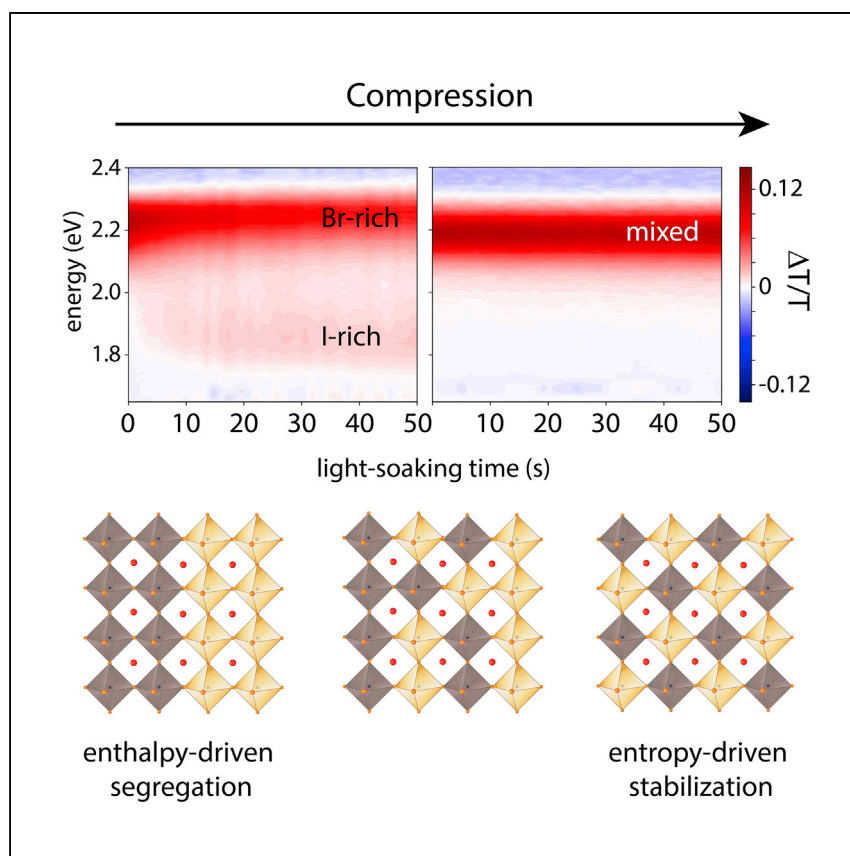 Compression
2.4
2.2
2.0
1.8
energy (eV)
Br-rich
I-rich
mixed
0.12
0
-0.12
ΔT/T
0 10 20 30 40 50
0 10 20 30 40 50
light-soaking time (s)
enthalpy-driven
segregation
entropy-driven
stabilization